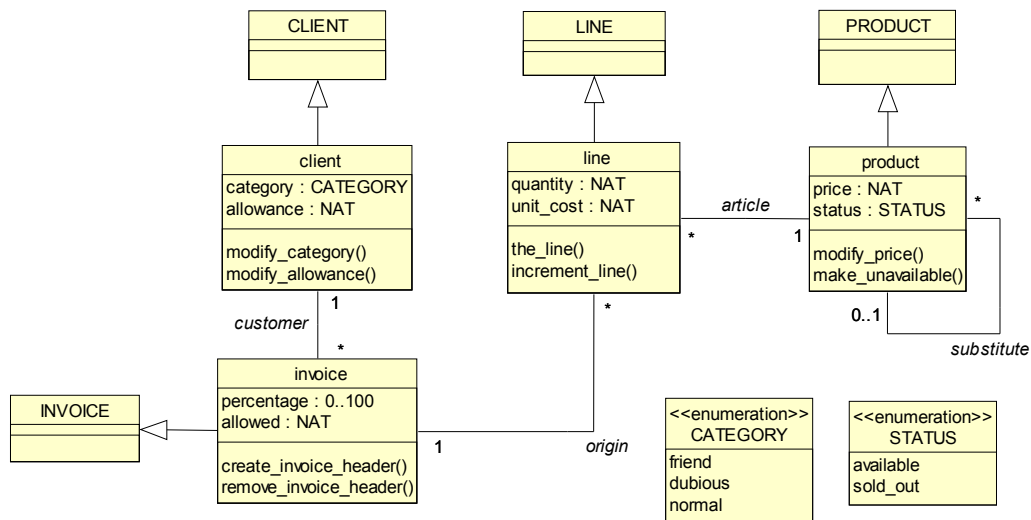 CLIENT
LINE
PRODUCT
client
category : CATEGORY
allowance : NAT
modify_category()
modify_allowance()
line
quantity : NAT
unit_cost : NAT
the_line()
increment_line()
product
price : NAT
status : STATUS
modify_price()
make_unavailable()
article
*
1
*
0..1
substitute
1
customer
*
*
INVOICE
invoice
percentage : 0..100
allowed : NAT
create_invoice_header()
remove_invoice_header()
1
origin
<<enumeration>>
CATEGORY
friend
dubious
normal
<<enumeration>>
STATUS
available
sold_out